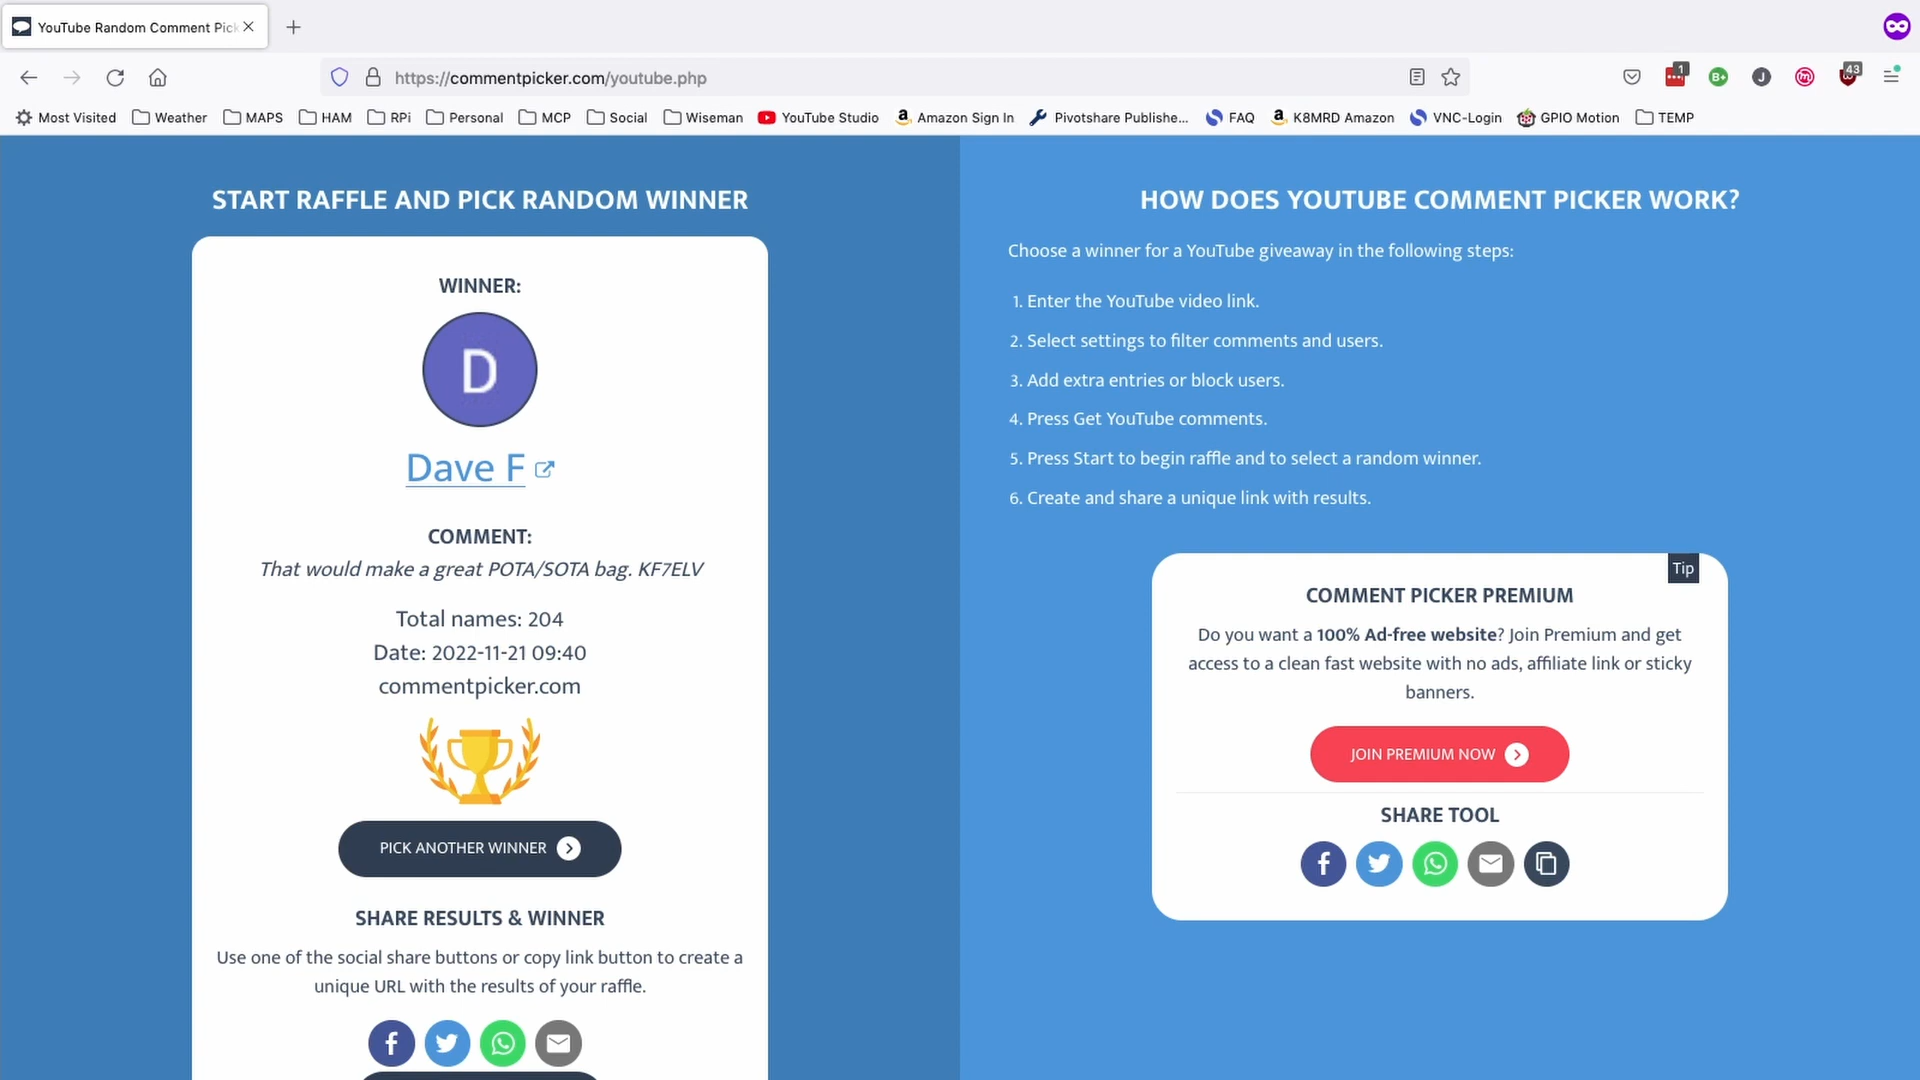 YouTube Random Comment Pick
https://commentpicker.com/youtube.php
1
B+
J
m
43
Most Visited
Weather
MAPS
HAM
RPi
Personal
MCP
Social
Wiseman
YouTube Studio
Amazon Sign In
Pivotshare Publishe...
FAQ
K8MRD Amazon
VNC-Login
GPIO Motion
TEMP
START RAFFLE AND PICK RANDOM WINNER
WINNER:
D
Dave F
COMMENT:
That would make a great POTA/SOTA bag. KF7ELV
Total names: 204
Date: 2022-11-21 09:40
commentpicker.com
PICK ANOTHER WINNER
SHARE RESULTS & WINNER
Use one of the social share buttons or copy link button to create a
unique URL with the results of your raffle.
HOW DOES YOUTUBE COMMENT PICKER WORK?
Choose a winner for a YouTube giveaway in the following steps:
1. Enter the YouTube video link.
2. Select settings to filter comments and users.
3. Add extra entries or block users.
4. Press Get YouTube comments.
5. Press Start to begin raffle and to select a random winner.
6. Create and share a unique link with results.
Tip
COMMENT PICKER PREMIUM
Do you want a 100% Ad-free website? Join Premium and get
access to a clean fast website with no ads, affiliate link or sticky
banners.
JOIN PREMIUM NOW
SHARE TOOL